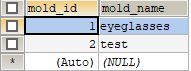 mold_id mold_name
1 eyeglasses
2 test
* (Auto) (NULL)